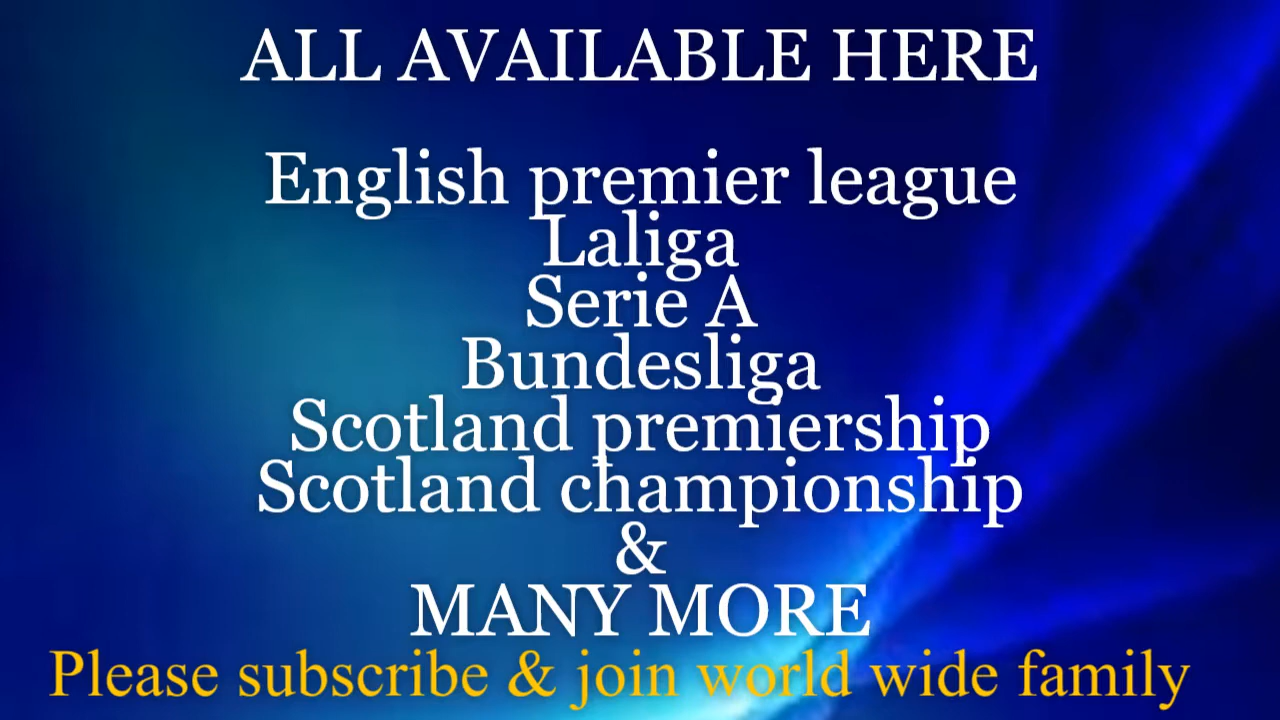 ALL AVAILABLE HERE
English premier league
Laliga
Serie A
Bundesliga
Scotland premiership
Scotland championship
&
MANY MORE
Please subscribe & join world wide family